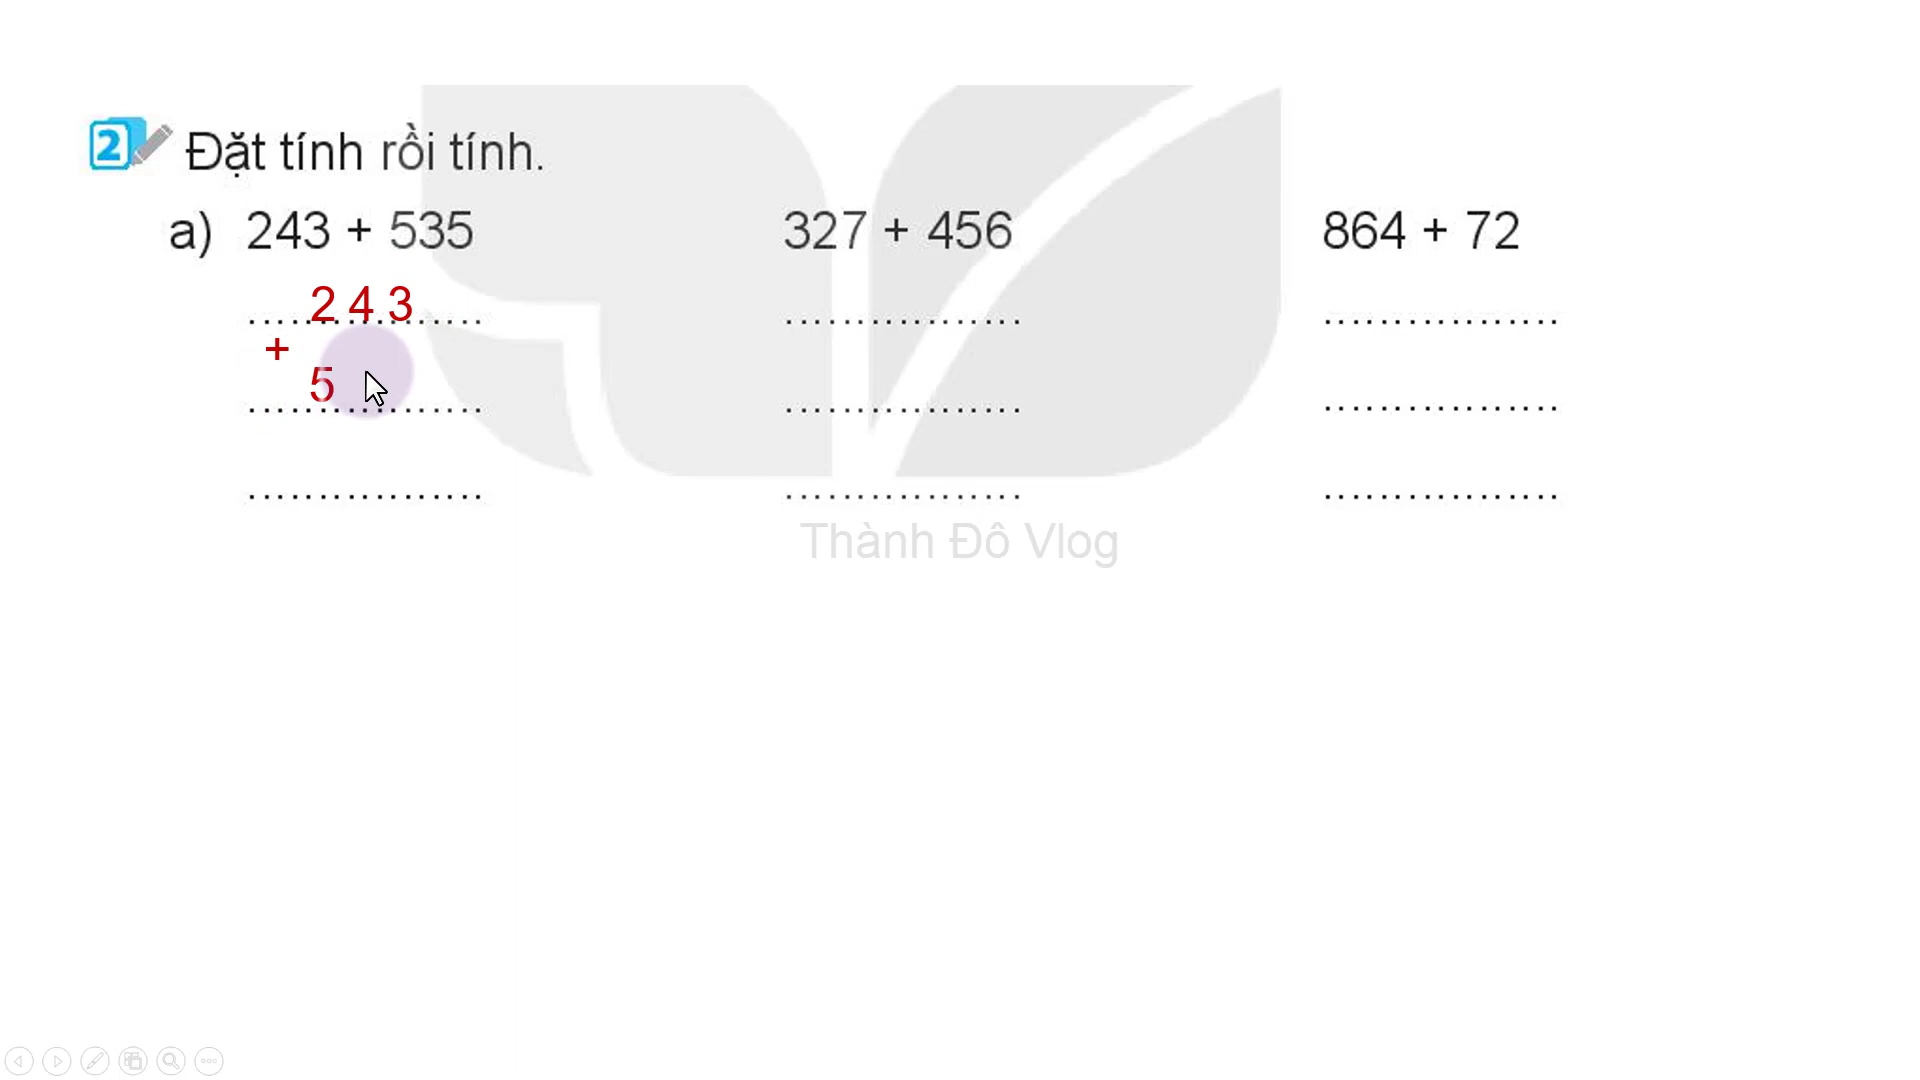 2 Đặt tính rồi tính.
a) 243 + 535 327 + 456 864 + 72
2 4 3 ................ ................
+
5 ................ ................
................ ................ ................
Thành Đô Vlog